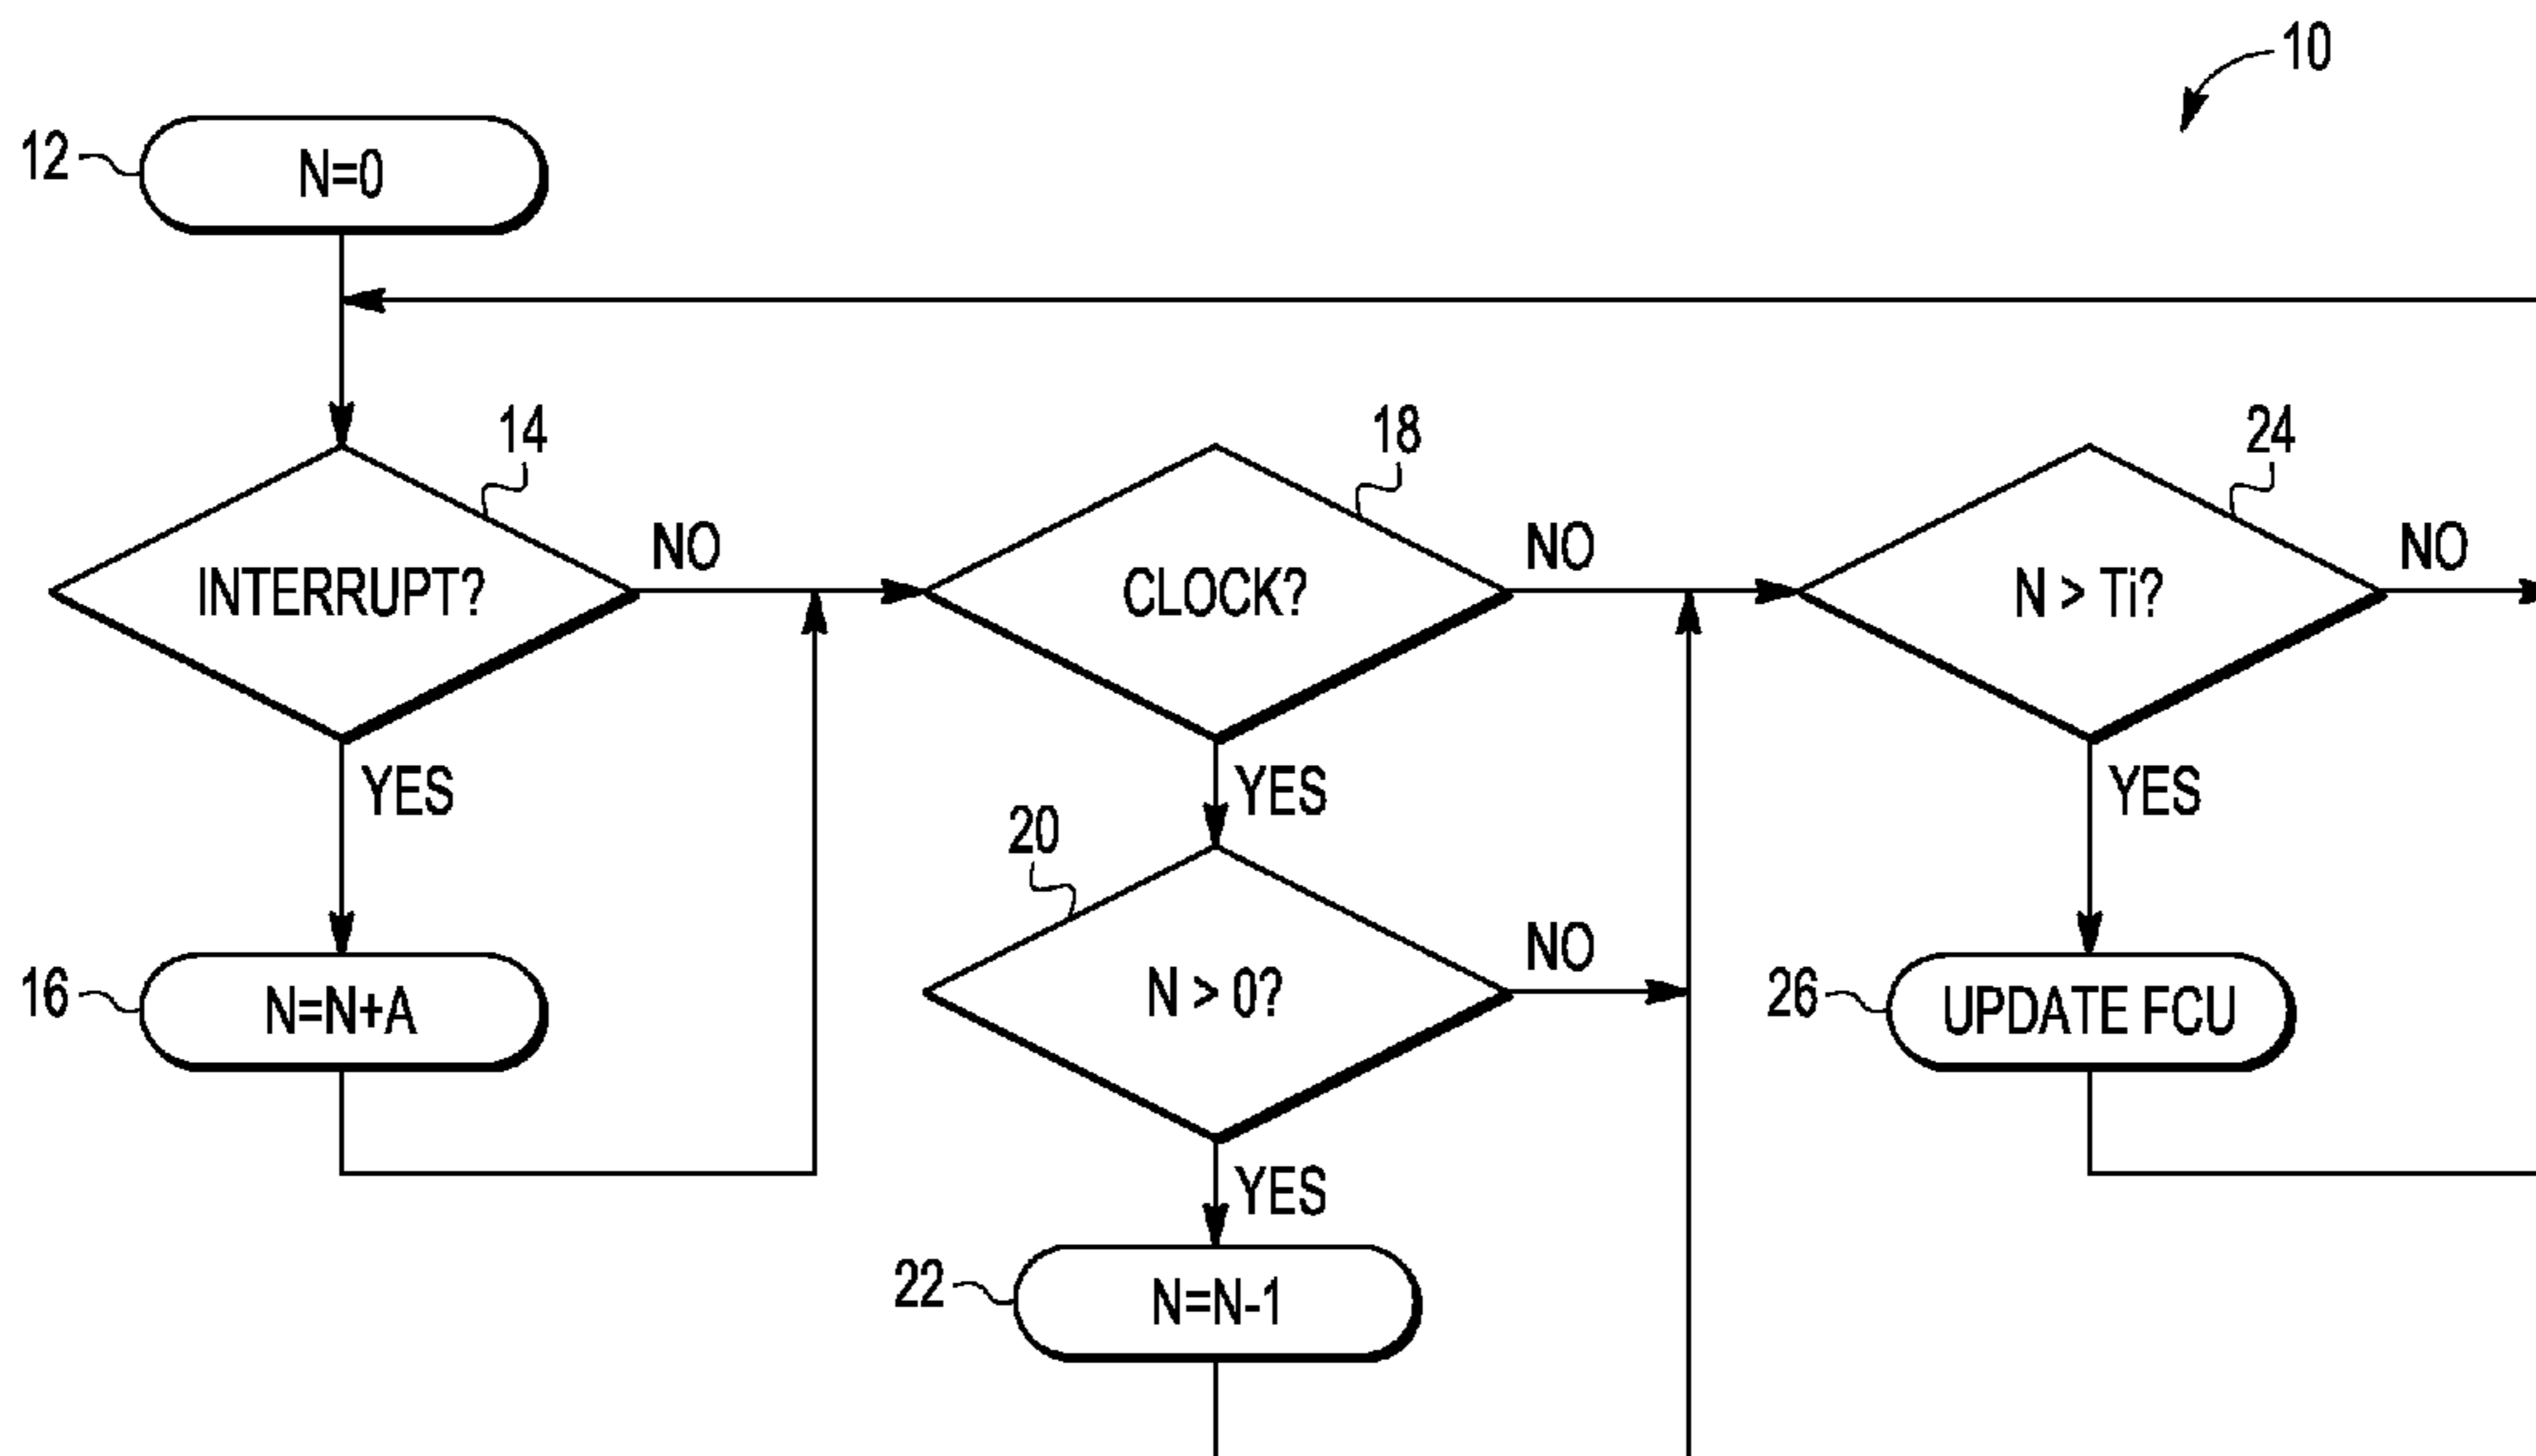 10
12
N=0
14
18
24
INTERRUPT?
NO
CLOCK?
NO
N > Ti?
NO
YES
YES
YES
20
16
N=N+A
N > 0?
NO
26
UPDATE FCU
YES
22
N=N-1